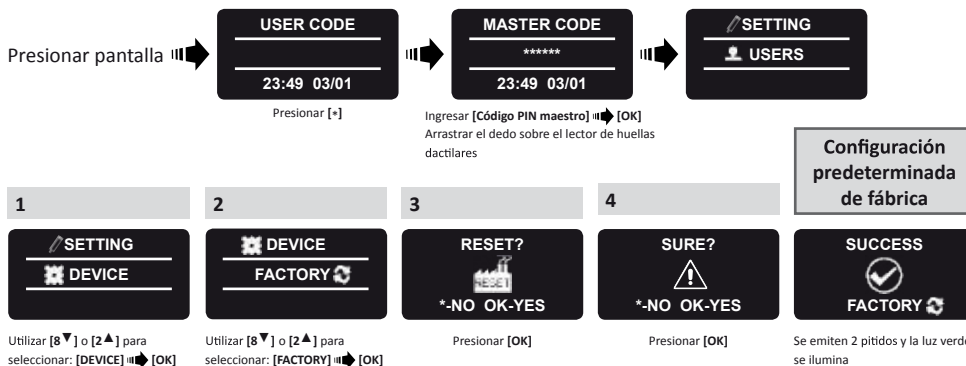 Presionar pantalla
USER CODE
23:49 03/01
Presionar [*]
MASTER CODE
******
23:49 03/01
Ingresar [Código PIN maestro] [OK]
Arrastrar el dedo sobre el lector de huellas
dactilares
SETTING
USERS
Configuración
predeterminada
de fábrica
1
SETTING
DEVICE
Utilizar [8▼] o [2▲] para
seleccionar: [DEVICE] [OK]
2
DEVICE
FACTORY
Utilizar [8▼] o [2▲] para
seleccionar: [FACTORY] [OK]
3
RESET?
RESET
*-NO OK-YES
Presionar [OK]
4
SURE?
*-NO OK-YES
Presionar [OK]
SUCCESS
FACTORY
Se emiten 2 pitidos y la luz verde
se ilumina